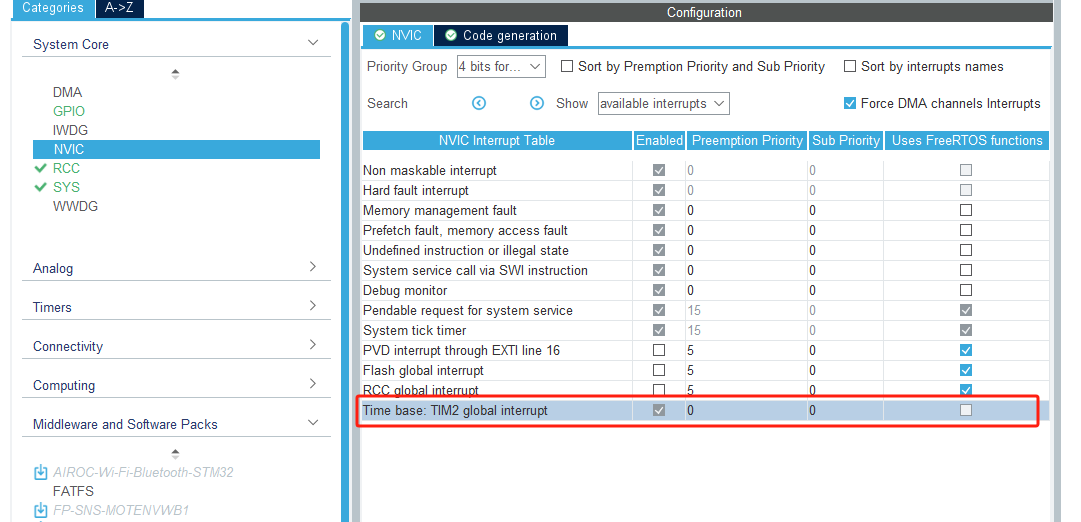 Categories A->Z
System Core
DMA
GPIO
IWDG
NVIC
RCC
SYS
WWDG
Analog
Timers
Connectivity
Computing
Middleware and Software Packs
AIROC-Wi-Fi-Bluetooth-STM32
FATFS
FP-SNS-MOTENVWB1
Configuration
NVIC Code generation
Priority Group 4 bits for... Sort by Premption Priority and Sub Priority Sort by interrupts names
Search Show available interrupts Force DMA channels Interrupts
NVIC Interrupt Table Enabled Preemption Priority Sub Priority Uses FreeRTOS functions
Non maskable interrupt 0 0
Hard fault interrupt 0 0
Memory management fault 0 0
Prefetch fault, memory access fault 0 0
Undefined instruction or illegal state 0 0
System service call via SWI instruction 0 0
Debug monitor 0 0
Pendable request for system service 15 0
System tick timer 15 0
PVD interrupt through EXTI line 16 5 0
Flash global interrupt 5 0
RCC global interrupt 5 0
Time base: TIM2 global interrupt 0 0